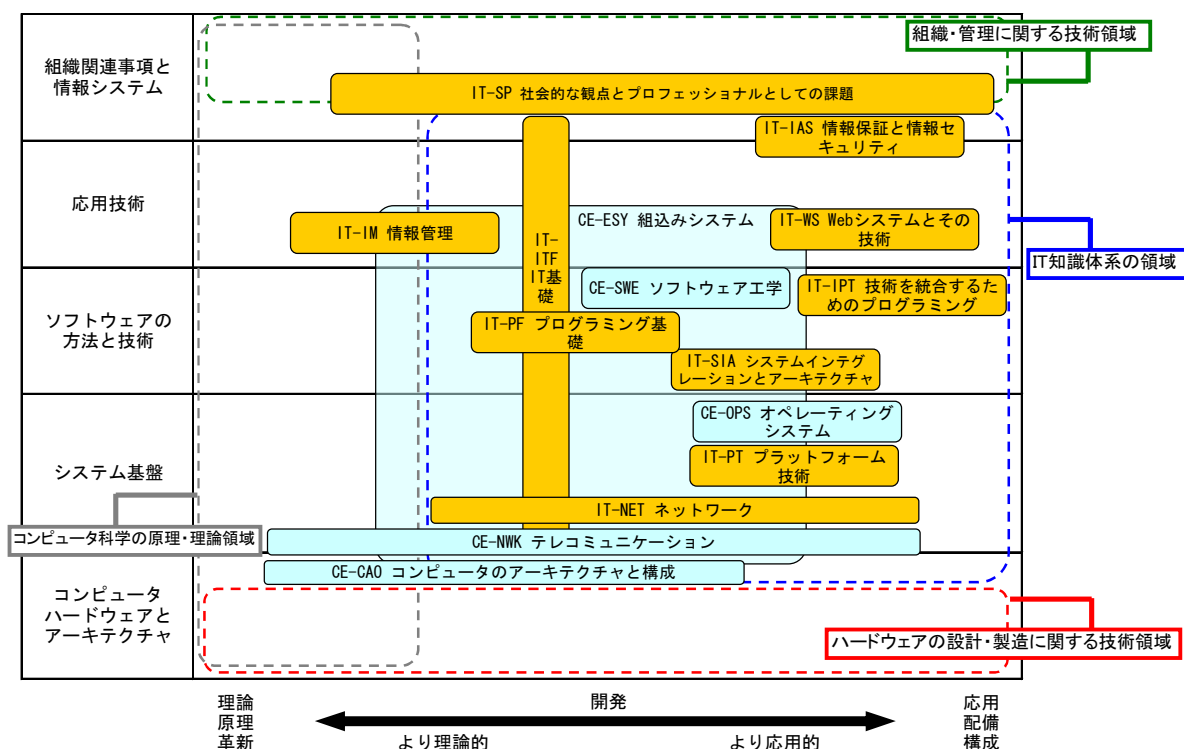 組織・管理に関する技術領域
組織関連事項と
情報システム
IT-SP 社会的な観点とプロフェッショナルとしての課題
IT-IAS 情報保証と情報セ
キュリティ
応用技術
IT-IM 情報管理
IT-
ITF
IT基
礎
CE-ESY 組込みシステム
IT-WS Webシステムとその
技術
IT知識体系の領域
ソフトウェアの
方法と技術
CE-SWE ソフトウェア工学
IT-IPT 技術を統合するた
めのプログラミング
IT-PF プログラミング基
礎
IT-SIA システムインテグ
レーションとアーキテクチャ
システム基盤
CE-OPS オペレーティング
システム
IT-PT プラットフォーム
技術
IT-NET ネットワーク
コンピュータ科学の原理・理論領域
CE-NWK テレコミュニケーション
CE-CAO コンピュータのアーキテクチャと構成
コンピュータ
ハードウェアと
アーキテクチャ
ハードウェアの設計・製造に関する技術領域
理論
原理
革新
開発
より理論的
より応用的
応用
配備
構成